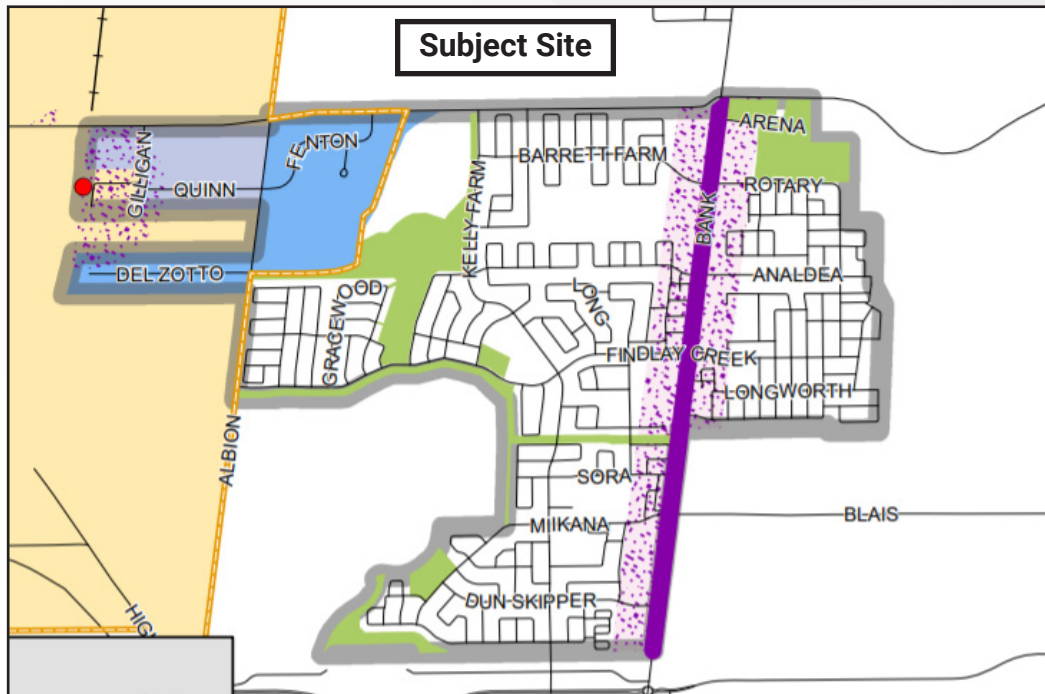 Subject Site
ARENA
FENTON
BARRETT FARM
GILLIGAN
QUINN
ROTARY
KELLY FARM
BANK
DEL ZOTTO
ANALDEA
GRACEWOOD
LONG
FINDLAY CREEK
LONGWORTH
ALBION
SORA
BLAIS
MIIKANA
DUN SKIPPER